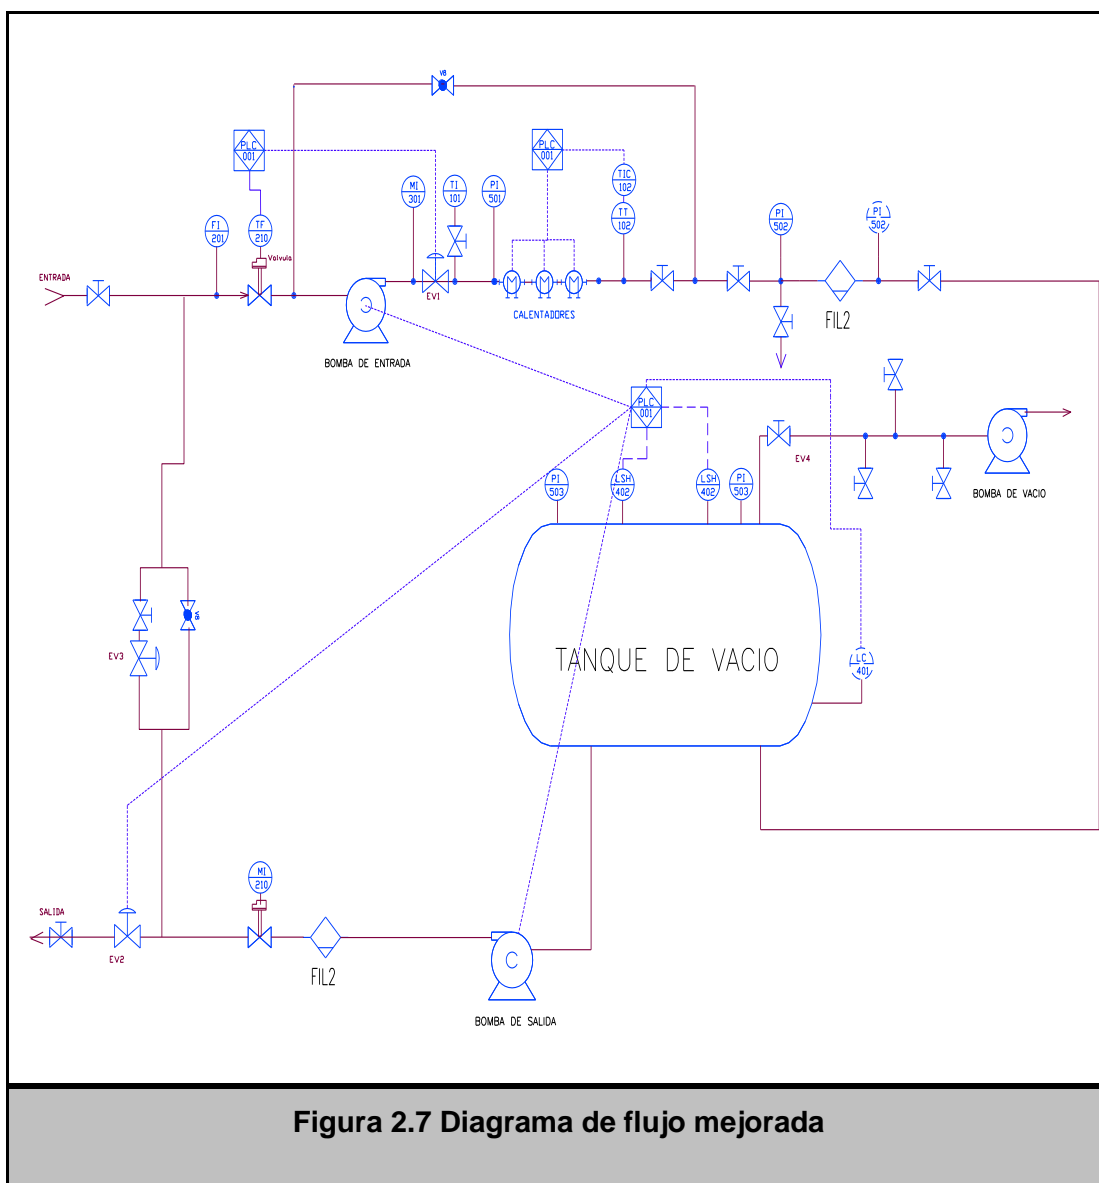 V8
PLC
001
PLC
001
MI
301
TI
101
PI
501
TIC
102
FI
201
TF
210
TT
102
PI
502
PI
502
Valvula
ENTRADA
EV1
CALENTADORES
FIL2
BOMBA DE ENTRADA
PLC
001
EV4
BOMBA DE VACIO
PI
503
LSH
402
LSH
402
PI
503
V8
EV3
TANQUE DE VACIO
LC
401
MI
210
SALIDA
EV2
FIL2
C
BOMBA DE SALIDA
Figura 2.7 Diagrama de flujo mejorada